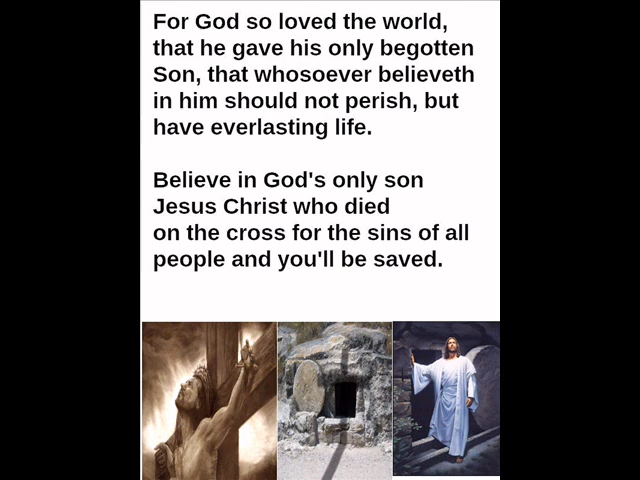 For God so loved the world,
that he gave his only begotten
Son, that whosoever believeth
in him should not perish, but
have everlasting life.
Believe in God's only son
Jesus Christ who died
on the cross for the sins of all
people and you'll be saved.